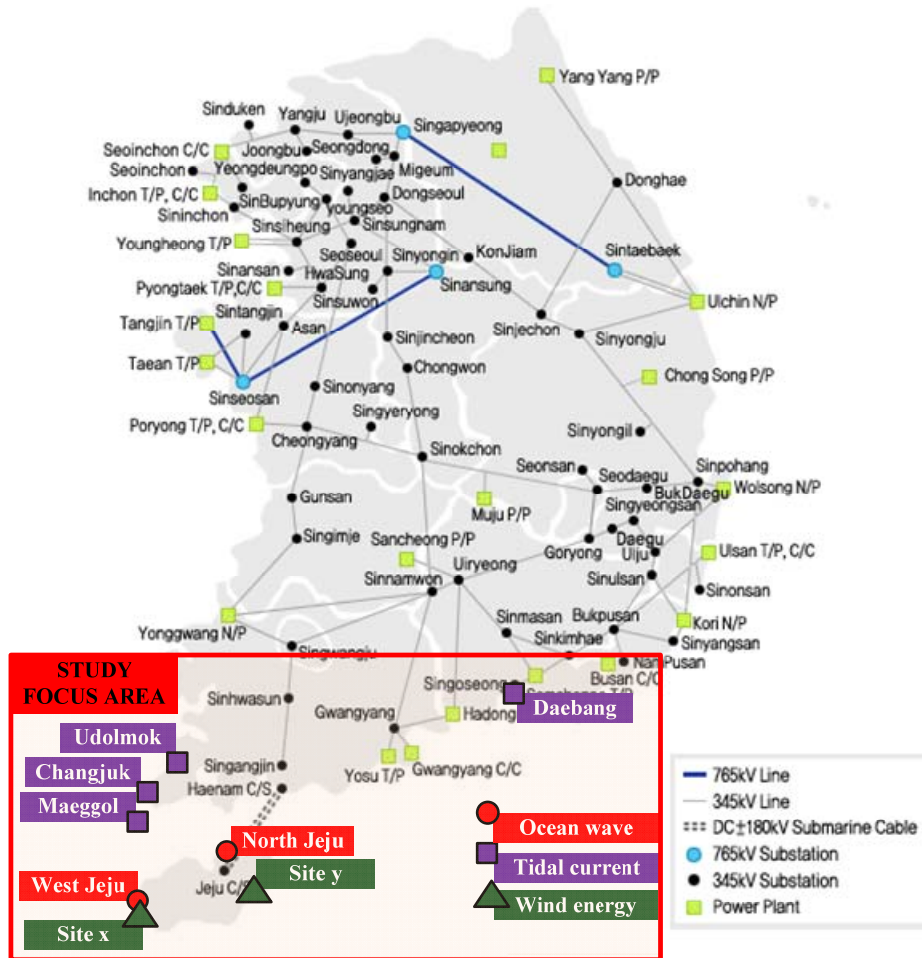 Yang Yang P/P
Sinduken
Yangju
Ujeongbu
Singapyeong
Seoinchon C/C
Joongbu
Seongdong
Migeum
Seoinchon
Yeongdeungpo
Sinyangjae
Donghae
Inchon T/P, C/C
SinBupyung
Youngseo
Dongseoul
Sininchon
Sinsiheung
Sinsungnam
Youngheong T/P
Seoseoul
Sinyongin
KonJiam
Sintaebaek
Sinansan
HwaSung
Sinansung
Pyongtaek T/P,C/C
Sinsuwon
Ulchin N/P
Sintangjin
Tangjin T/P
Asan
Sinjincheon
Sinjechon
Sinyongju
Taean T/P
Chongwon
Sinseosan
Sinonyang
Chong Song P/P
Poryong T/P, C/C
Singyeryong
Cheongyang
Sinokchon
Sinyongil
Seonsan
Seodaegu
Sinpohang
Gunsan
BukDaegu
Wolsong N/P
Muju P/P
Singyeongsan
Singimje
Sancheong P/P
Goryong
Daegu
Ulju
Ulsan T/P, C/C
Uiryeong
Sinnamwon
Sinulsan
Sinonsan
Yonggwang N/P
Sinmasan
Bukpusan
Kori N/P
Sinkimhae
Sinyangsan
Singwangju
STUDY
FOCUS AREA
NamPusan
Busan C/C
Singoseong
Sinhwasun
Daebang
Gwangyang
Hadong
Udolmok
Changjuk
Singangjin
Yosu T/P
Gwangyang C/C
Maeggol
Haenam C/S
North Jeju
Jeju C/S
Site y
West Jeju
Site x
Ocean wave
Tidal current
Wind energy
765kV Line
345kV Line
DC±180kV Submarine Cable
765kV Substation
345kV Substation
Power Plant